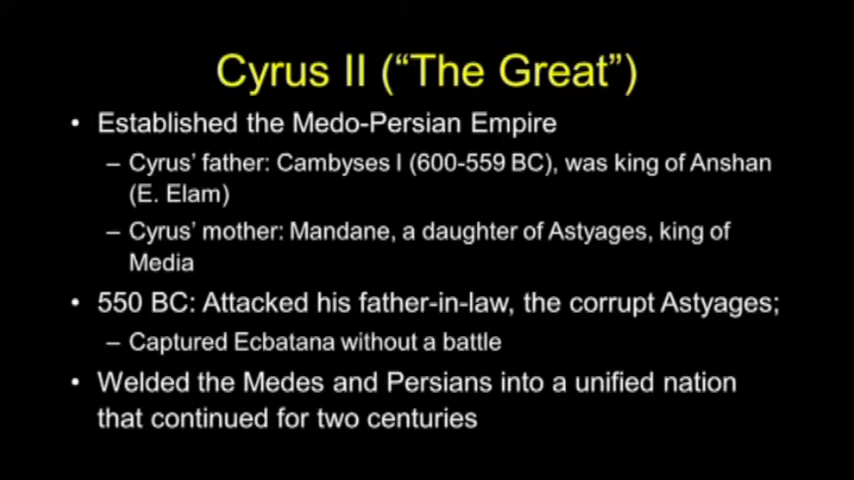 Cyrus II (“The Great”)
• Established the Medo-Persian Empire
– Cyrus’ father: Cambyses I (600-559 BC), was king of Anshan
(E. Elam)
– Cyrus’ mother: Mandane, a daughter of Astyages, king of
Media
• 550 BC: Attacked his father-in-law, the corrupt Astyages;
– Captured Ecbatana without a battle
• Welded the Medes and Persians into a unified nation
that continued for two centuries